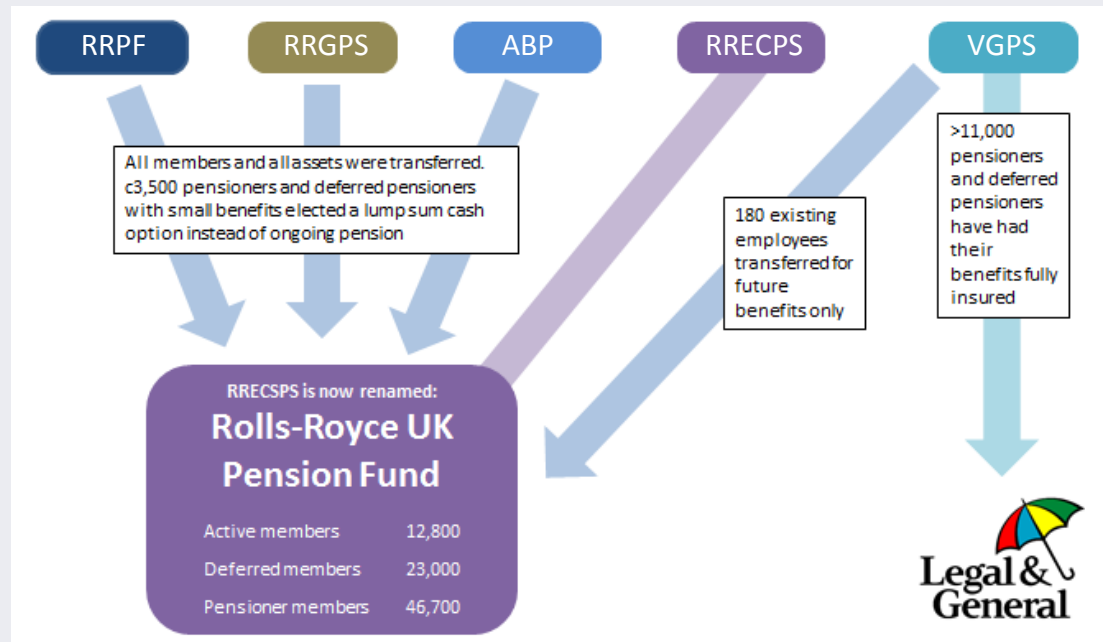 RRPF
RRGPS
ABP
RRECPS
VGPS
All members and all assets were transferred.
c3,500 pensioners and deferred pensioners
with small benefits elected a lump sum cash
option instead of ongoing pension
180 existing
employees
transferred for
future
benefits only
>11,000
pensioners
and deferred
pensioners
have had
their
benefits fully
insured
RRECSPS is now renamed:
Rolls-Royce UK
Pension Fund
Active members 12,800
Deferred members 23,000
Pensioner members 46,700
Legal &
General